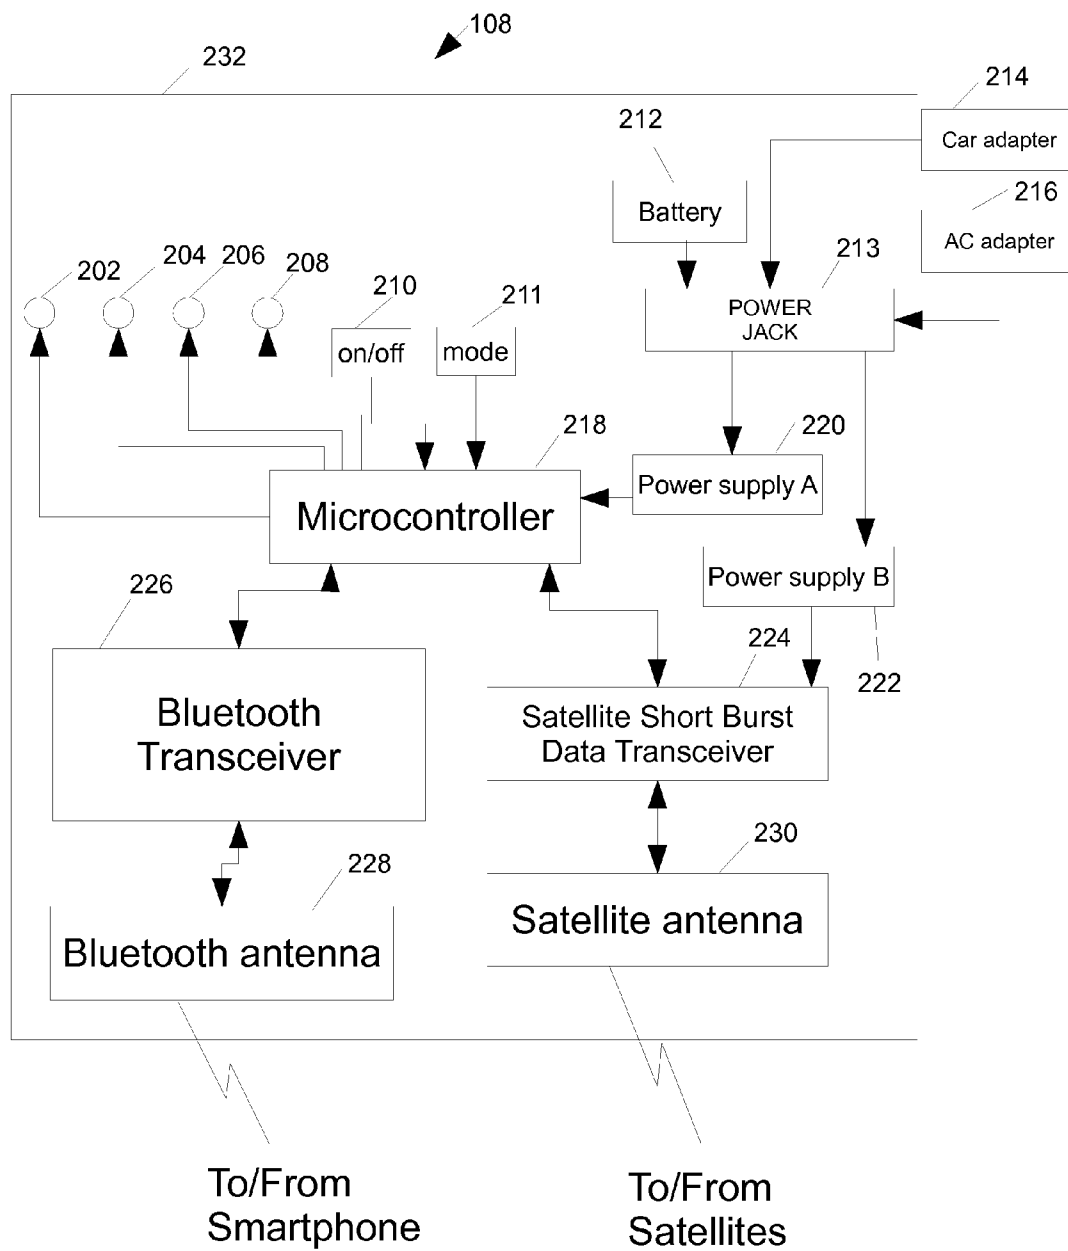 108
232
214
Car adapter
212
216
Battery
AC adapter
202
204
206
208
210
211
213
on/off
mode
POWER
JACK
218
220
Microcontroller
Power supply A
226
Power supply B
224
222
Bluetooth
Transceiver
Satellite Short Burst
Data Transceiver
228
230
Bluetooth antenna
Satellite antenna
To/From
Smartphone
To/From
Satellites